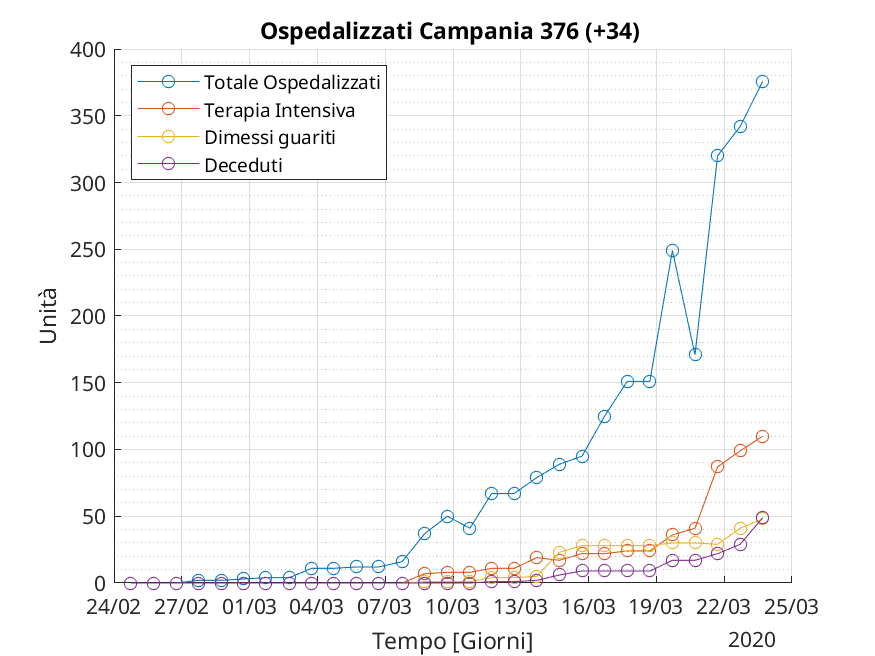 Ospedalizzati Campania 376 (+34)
400
350
300
250
200
150
100
50
0
Unità
Totale Ospedalizzati
Terapia Intensiva
Dimessi guariti
Deceduti
24/02 27/02 01/03 04/03 07/03 10/03 13/03 16/03 19/03 22/03 25/03
Tempo [Giorni]
2020